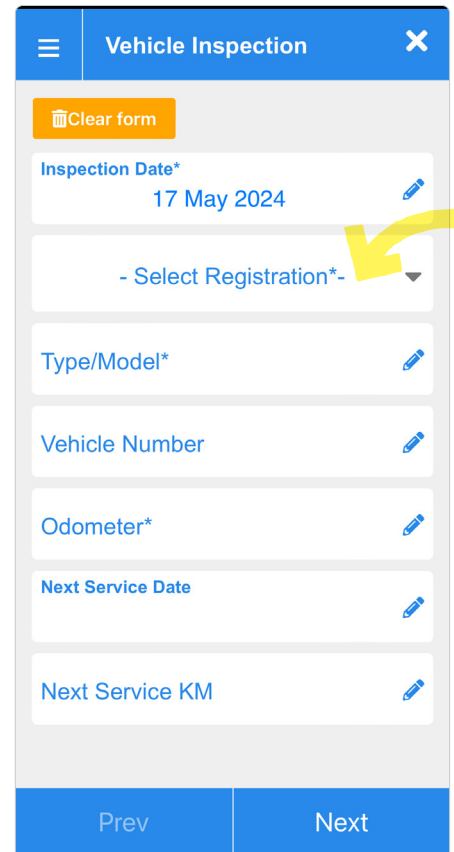 Vehicle Inspection
Clear form
Inspection Date*
17 May 2024
- Select Registration*-
Type/Model*
Vehicle Number
Odometer*
Next Service Date
Next Service KM
Prev
Next